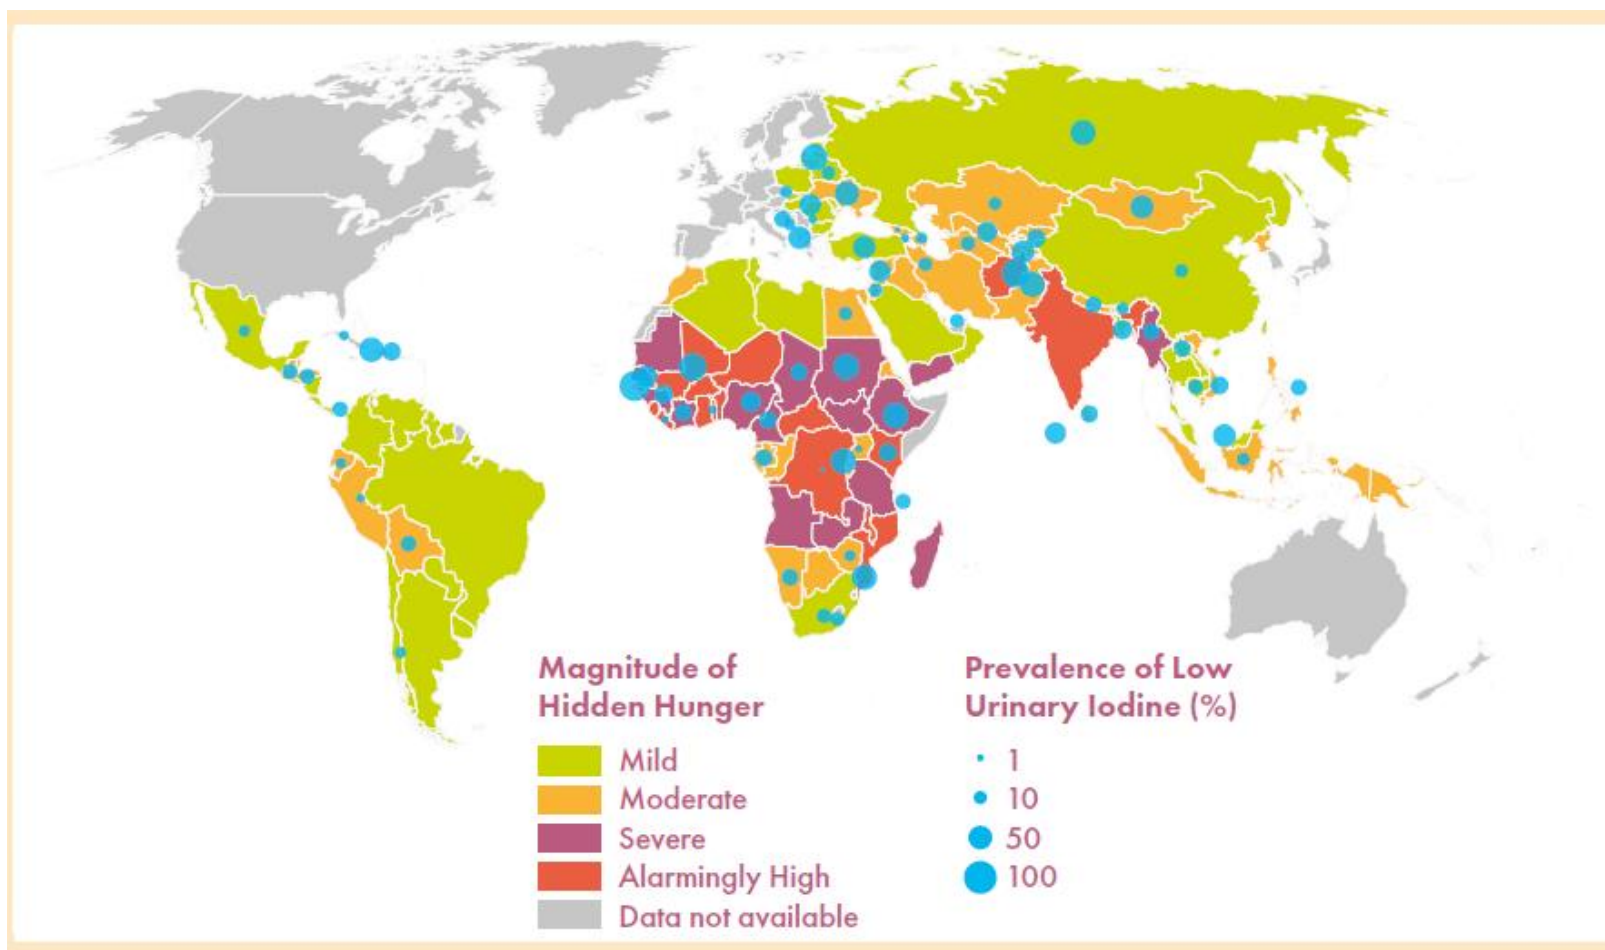 Magnitude of
Hidden Hunger
Mild
Moderate
Severe
Alarmingly High
Data not available
Prevalence of Low
Urinary Iodine (%)
1
10
50
100